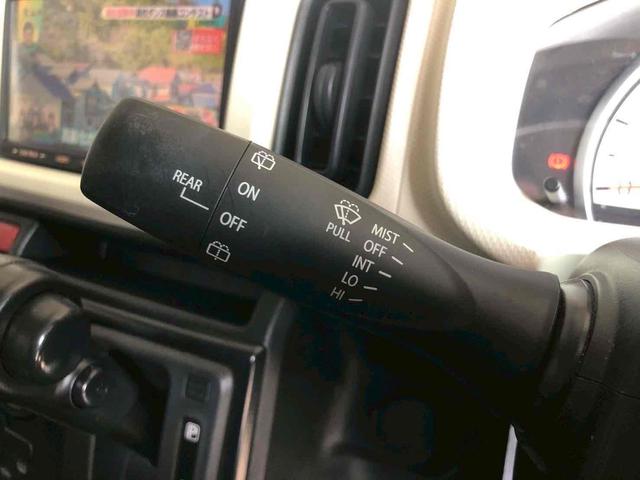 REAR
ON
OFF
PULL
MIST
OFF
INT
LO
HI
P